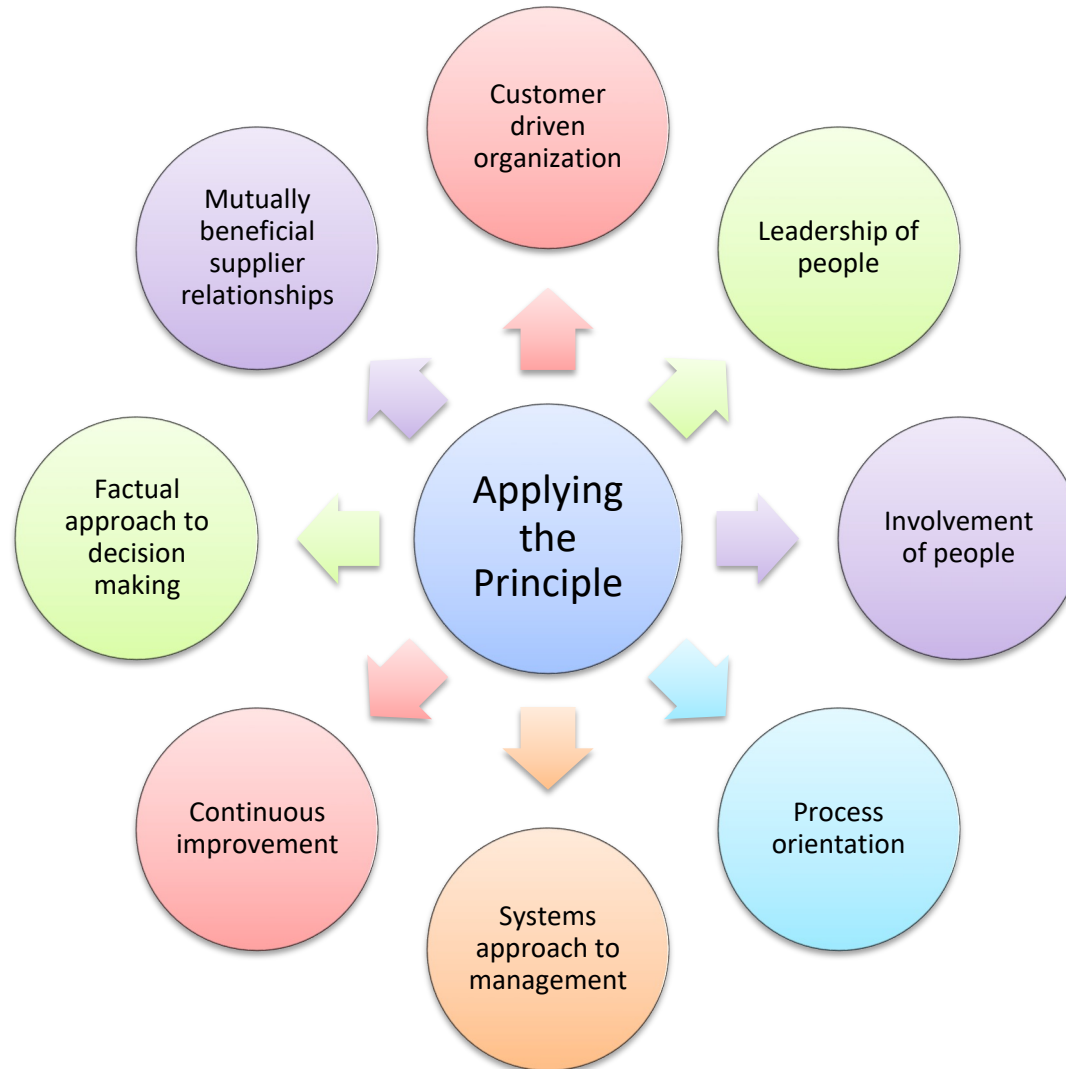 Customer
driven
organization
Leadership of
people
Involvement
of people
Process
orientation
Systems
approach to
management
Continuous
improvement
Factual
approach to
decision
making
Mutually
beneficial
supplier
relationships
Applying
the
Principle